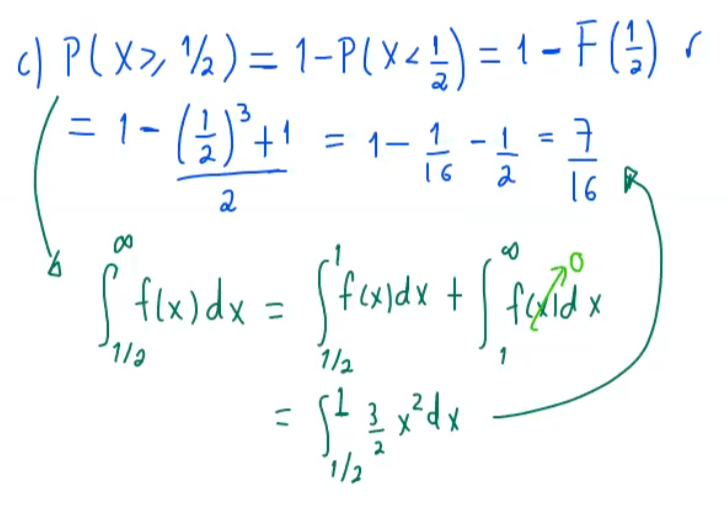 c) P(X ≥ 1/2) = 1 - P(X < 1/2) = 1 - F(1/2) r
= 1 - ((1/2)^3 + 1)/2 = 1 - 1/16 - 1/2 = 7/16
∫_{1/2}^{∞} f(x)dx = ∫_{1/2}^{1} f(x)dx + ∫_{1}^{∞} f(x)dx → 0
= ∫_{1/2}^{1} 3/2 x^2 dx